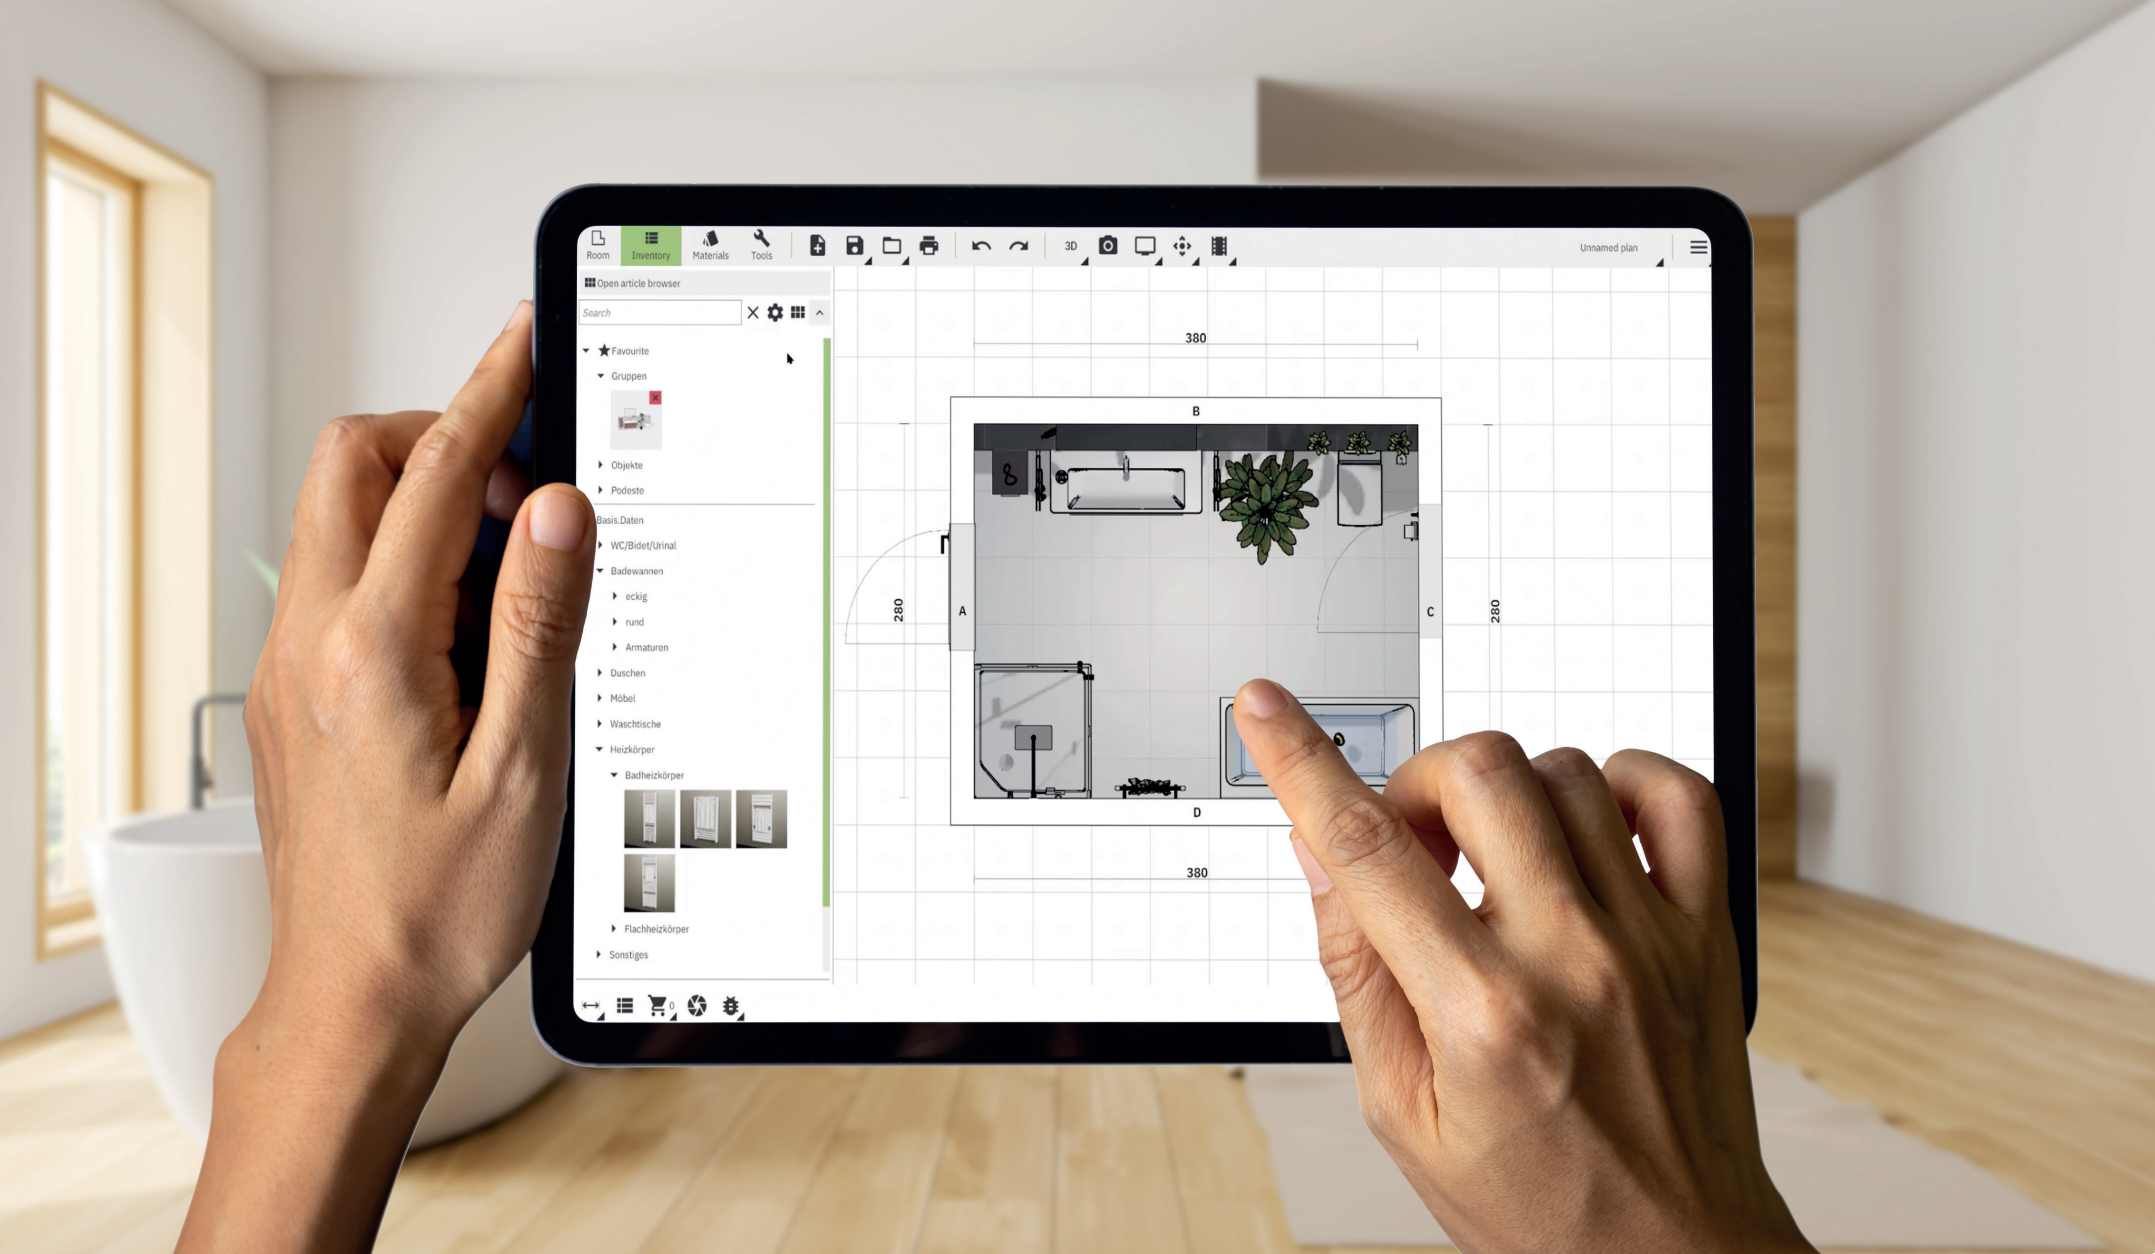 Room
Inventory
Materials
Tools
3D
Unnamed plan
Open article browser
Search
Favourite
Gruppen
Objekte
Podeste
Basis.Daten
WC/Bidet/Urinal
Badewannen
eckig
rund
Armaturen
Duschen
Möbel
Waschtische
Heizkörper
Badheizkörper
Flachheizkörper
Sonstiges
0
380
B
280
A
C
280
D
380